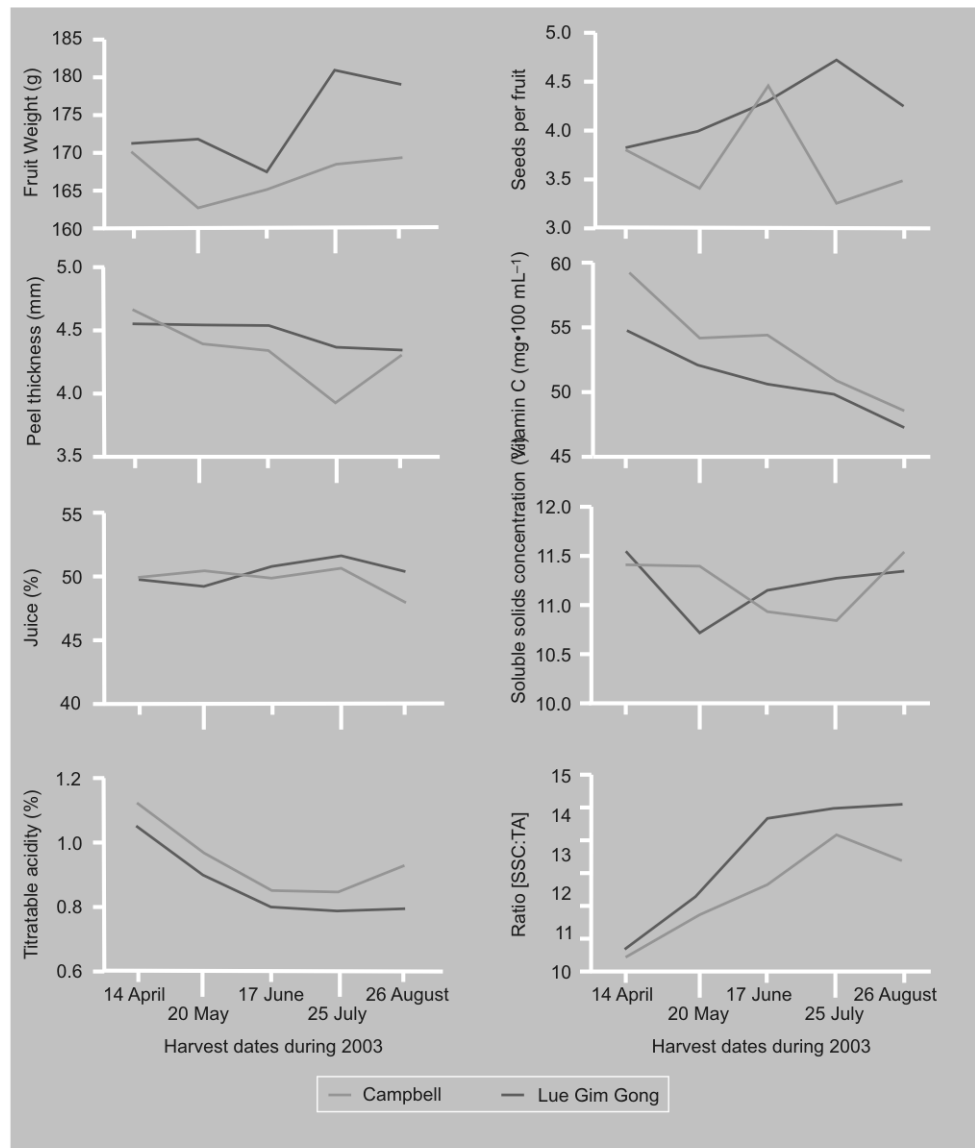 Fruit Weight (g)
185
180
175
170
165
160
Seeds per fruit
5.0
4.5
4.0
3.5
3.0
Peel thickness (mm)
5.0
4.5
4.0
3.5
Vitamin C (mg•100 mL⁻¹)
60
55
50
45
Juice (%)
55
50
45
40
Soluble solids concentration (%)
12.0
11.5
11.0
10.5
10.0
Titratable acidity (%)
1.2
1.0
0.8
0.6
14 April
20 May
17 June
25 July
26 August
Harvest dates during 2003
Ratio [SSC:TA]
15
14
13
12
11
10
14 April
20 May
17 June
25 July
26 August
Harvest dates during 2003
Campbell
Lue Gim Gong